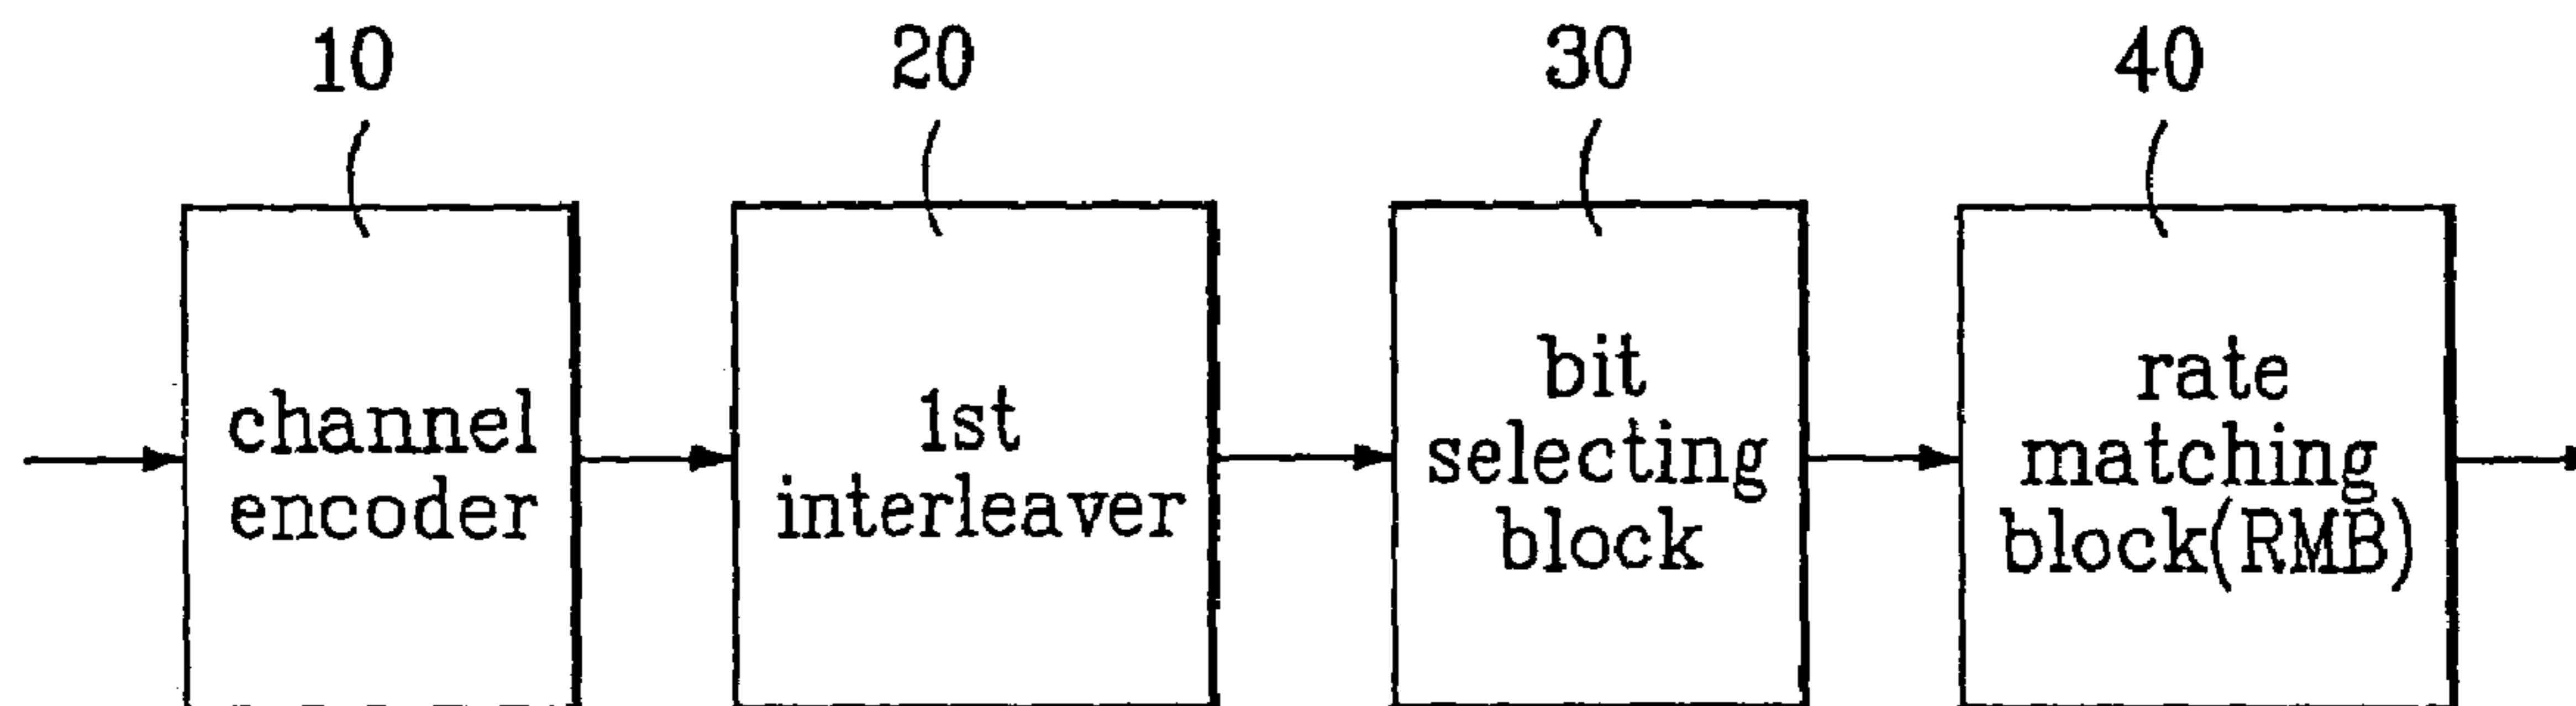 10
20
30
40
channel
encoder
1st
interleaver
bit
selecting
block
rate
matching
block(RMB)